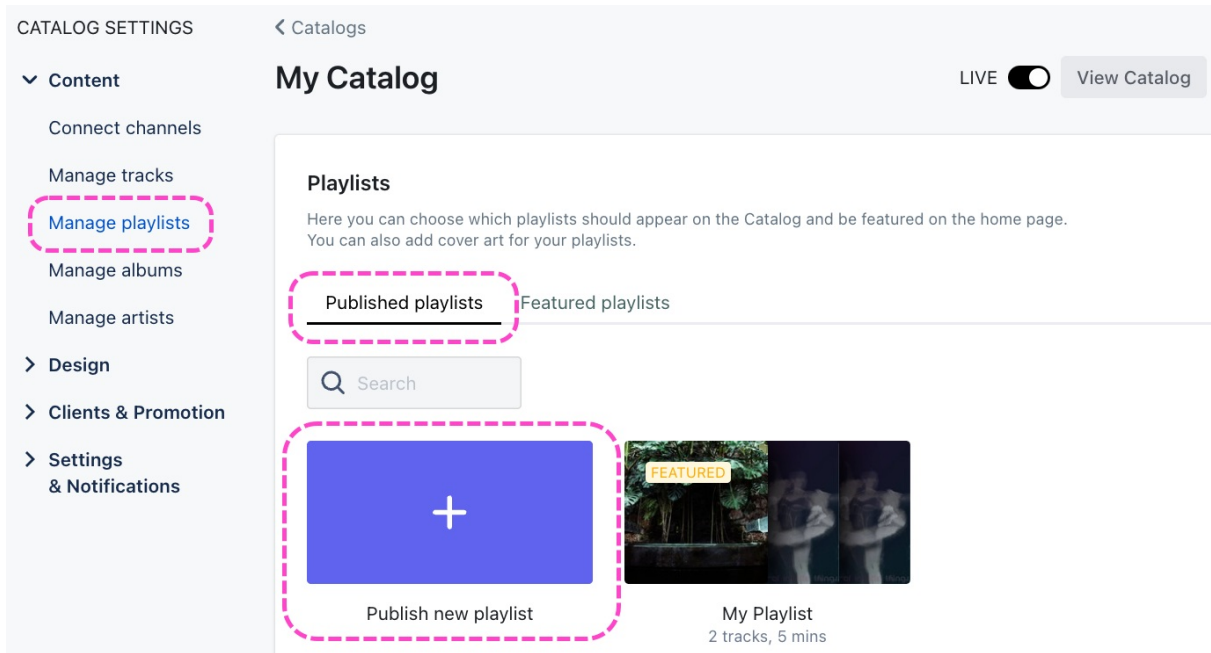 CATALOG SETTINGS
Content
Connect channels
Manage tracks
Manage playlists
Manage albums
Manage artists
Design
Clients & Promotion
Settings
& Notifications
Catalogs
My Catalog
LIVE
View Catalog
Playlists
Here you can choose which playlists should appear on the Catalog and be featured on the home page.
You can also add cover art for your playlists.
Published playlists
Featured playlists
Search
FEATURED
Publish new playlist
My Playlist
2 tracks, 5 mins